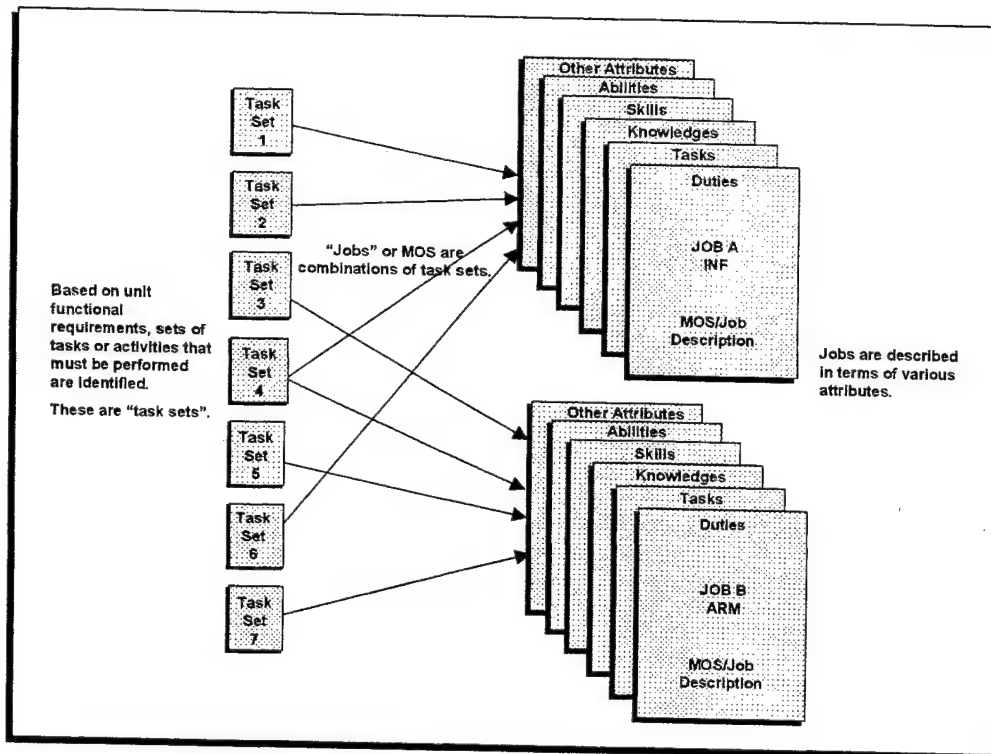 Based on unit
functional
requirements, sets of
tasks or activities that
must be performed
are identified.
These are "task sets".
Task
Set
1
Task
Set
2
Task
Set
3
Task
Set
4
Task
Set
5
Task
Set
6
Task
Set
7
"Jobs" or MOS are
combinations of task sets.
Other Attributes
Abilities
Skills
Knowledges
Tasks
Duties
JOB A
INF
MOS/Job
Description
Other Attributes
Abilities
Skills
Knowledges
Tasks
Duties
JOB B
ARM
MOS/Job
Description
Jobs are described
in terms of various
attributes.